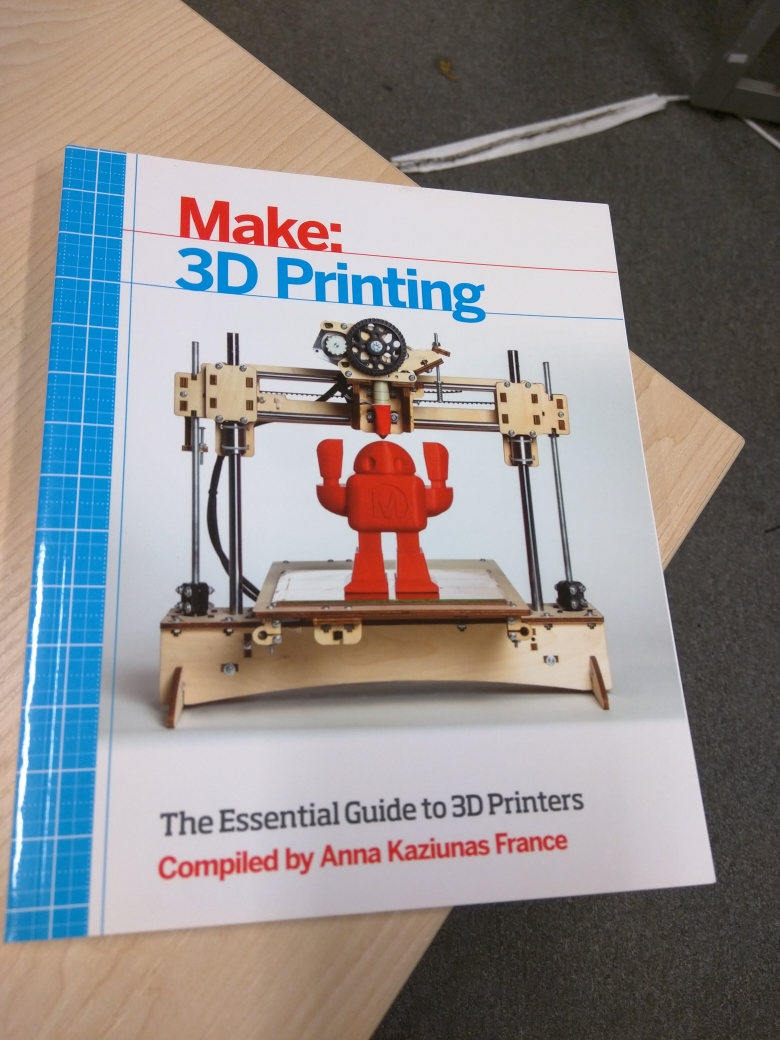 Make:
3D Printing
M
The Essential Guide to 3D Printers
Compiled by Anna Kaziunas France